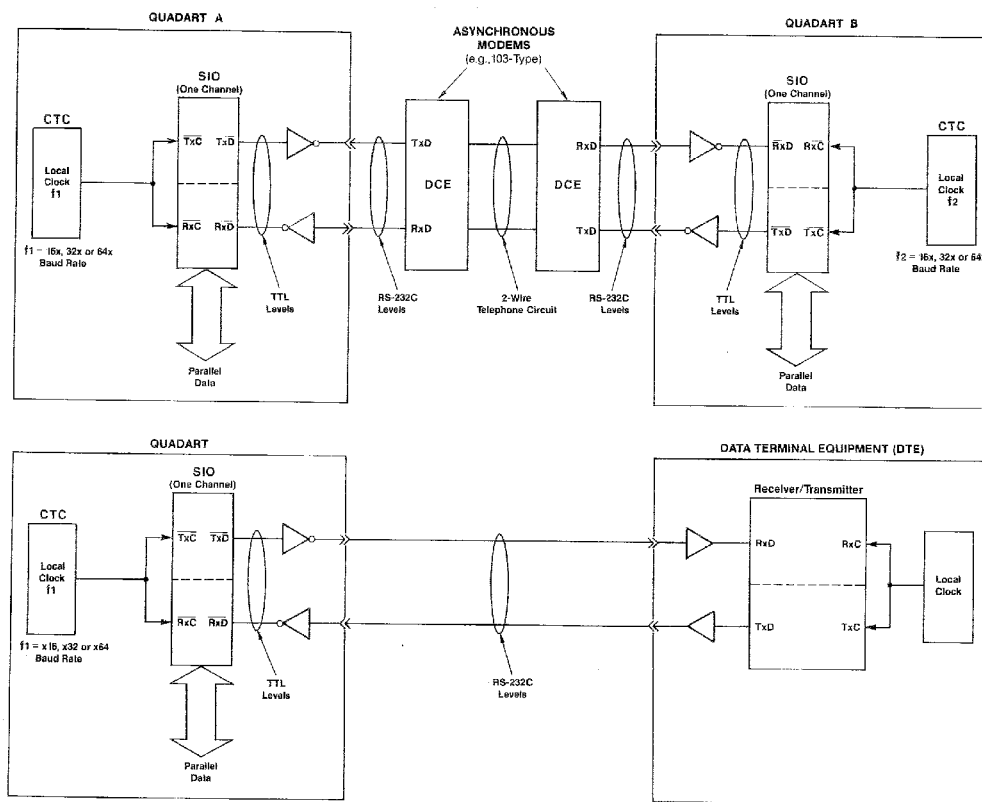 QUADART A
QUADART B
ASYNCHRONOUS
MODEMS
(e.g.,103-Type)
SIO
(One Channel)
CTC
Local
Clock
f1
f1 = 16x, 32x or 64x
Baud Rate
TxC TxD
RxC RxD
TTL
Levels
Parallel
Data
RS-232C
Levels
TxD
DCE
RxD
2-Wire
Telephone Circuit
RxD
DCE
TxD
RS-232C
Levels
TTL
Levels
SIO
(One Channel)
RxD RxC
TxD TxC
Parallel
Data
CTC
Local
Clock
f2
f2 = 16x, 32x or 64x
Baud Rate
QUADART
DATA TERMINAL EQUIPMENT (DTE)
SIO
(One Channel)
CTC
Local
Clock
f1
f1 = x16, x32 or x64
Baud Rate
TxC TxD
RxC RxD
TTL
Levels
Parallel
Data
RS-232C
Levels
Receiver/Transmitter
RxD RxC
TxD TxC
Local
Clock